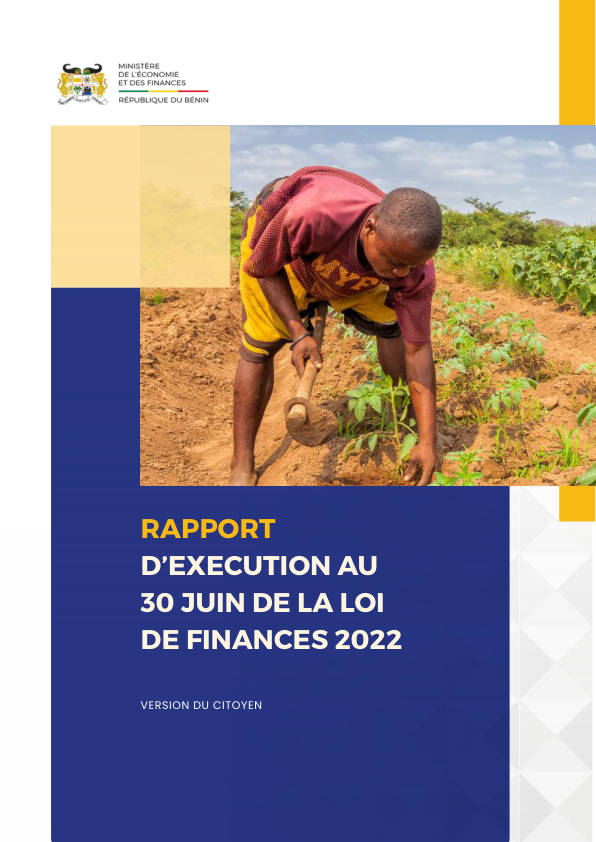 MINISTÈRE
DE L'ÉCONOMIE
ET DES FINANCES
RÉPUBLIQUE DU BÉNIN
RAPPORT
D'EXECUTION AU
30 JUIN DE LA LOI
DE FINANCES 2022
VERSION DU CITOYEN